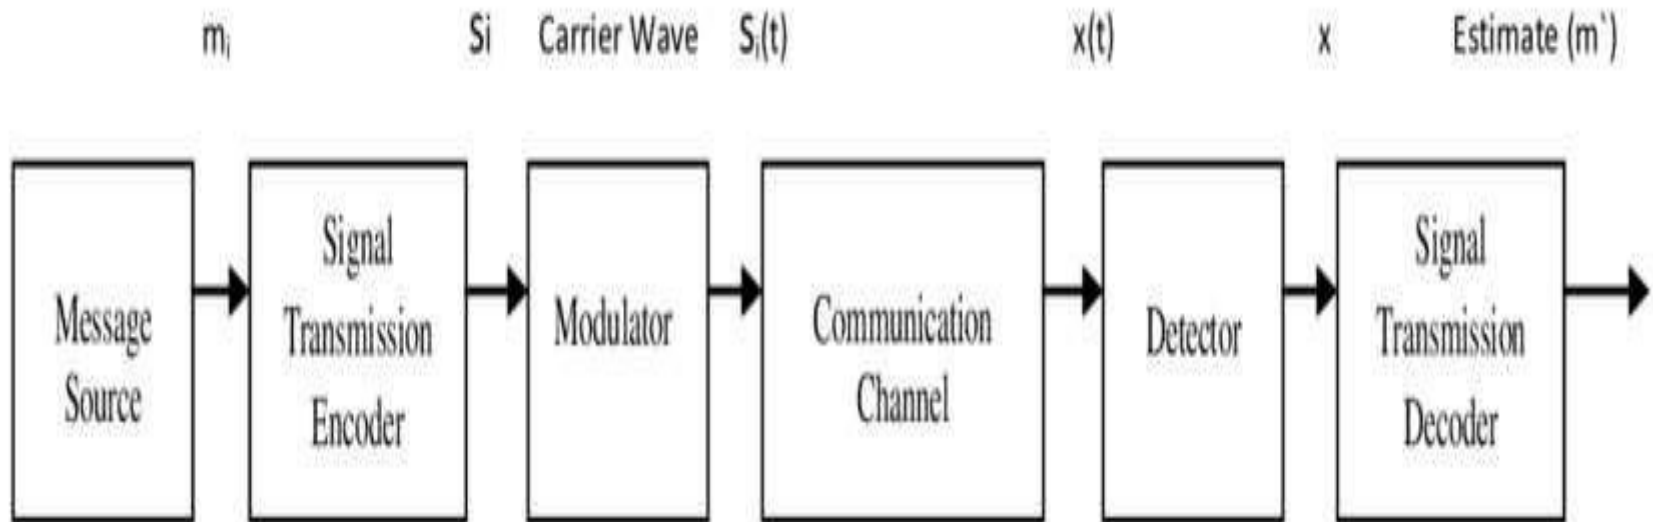 mᵢ Si Carrier Wave Sᵢ(t) x(t) x Estimate (m`)
Message
Source
Signal
Transmission
Encoder
Modulator
Communication
Channel
Detector
Signal
Transmission
Decoder